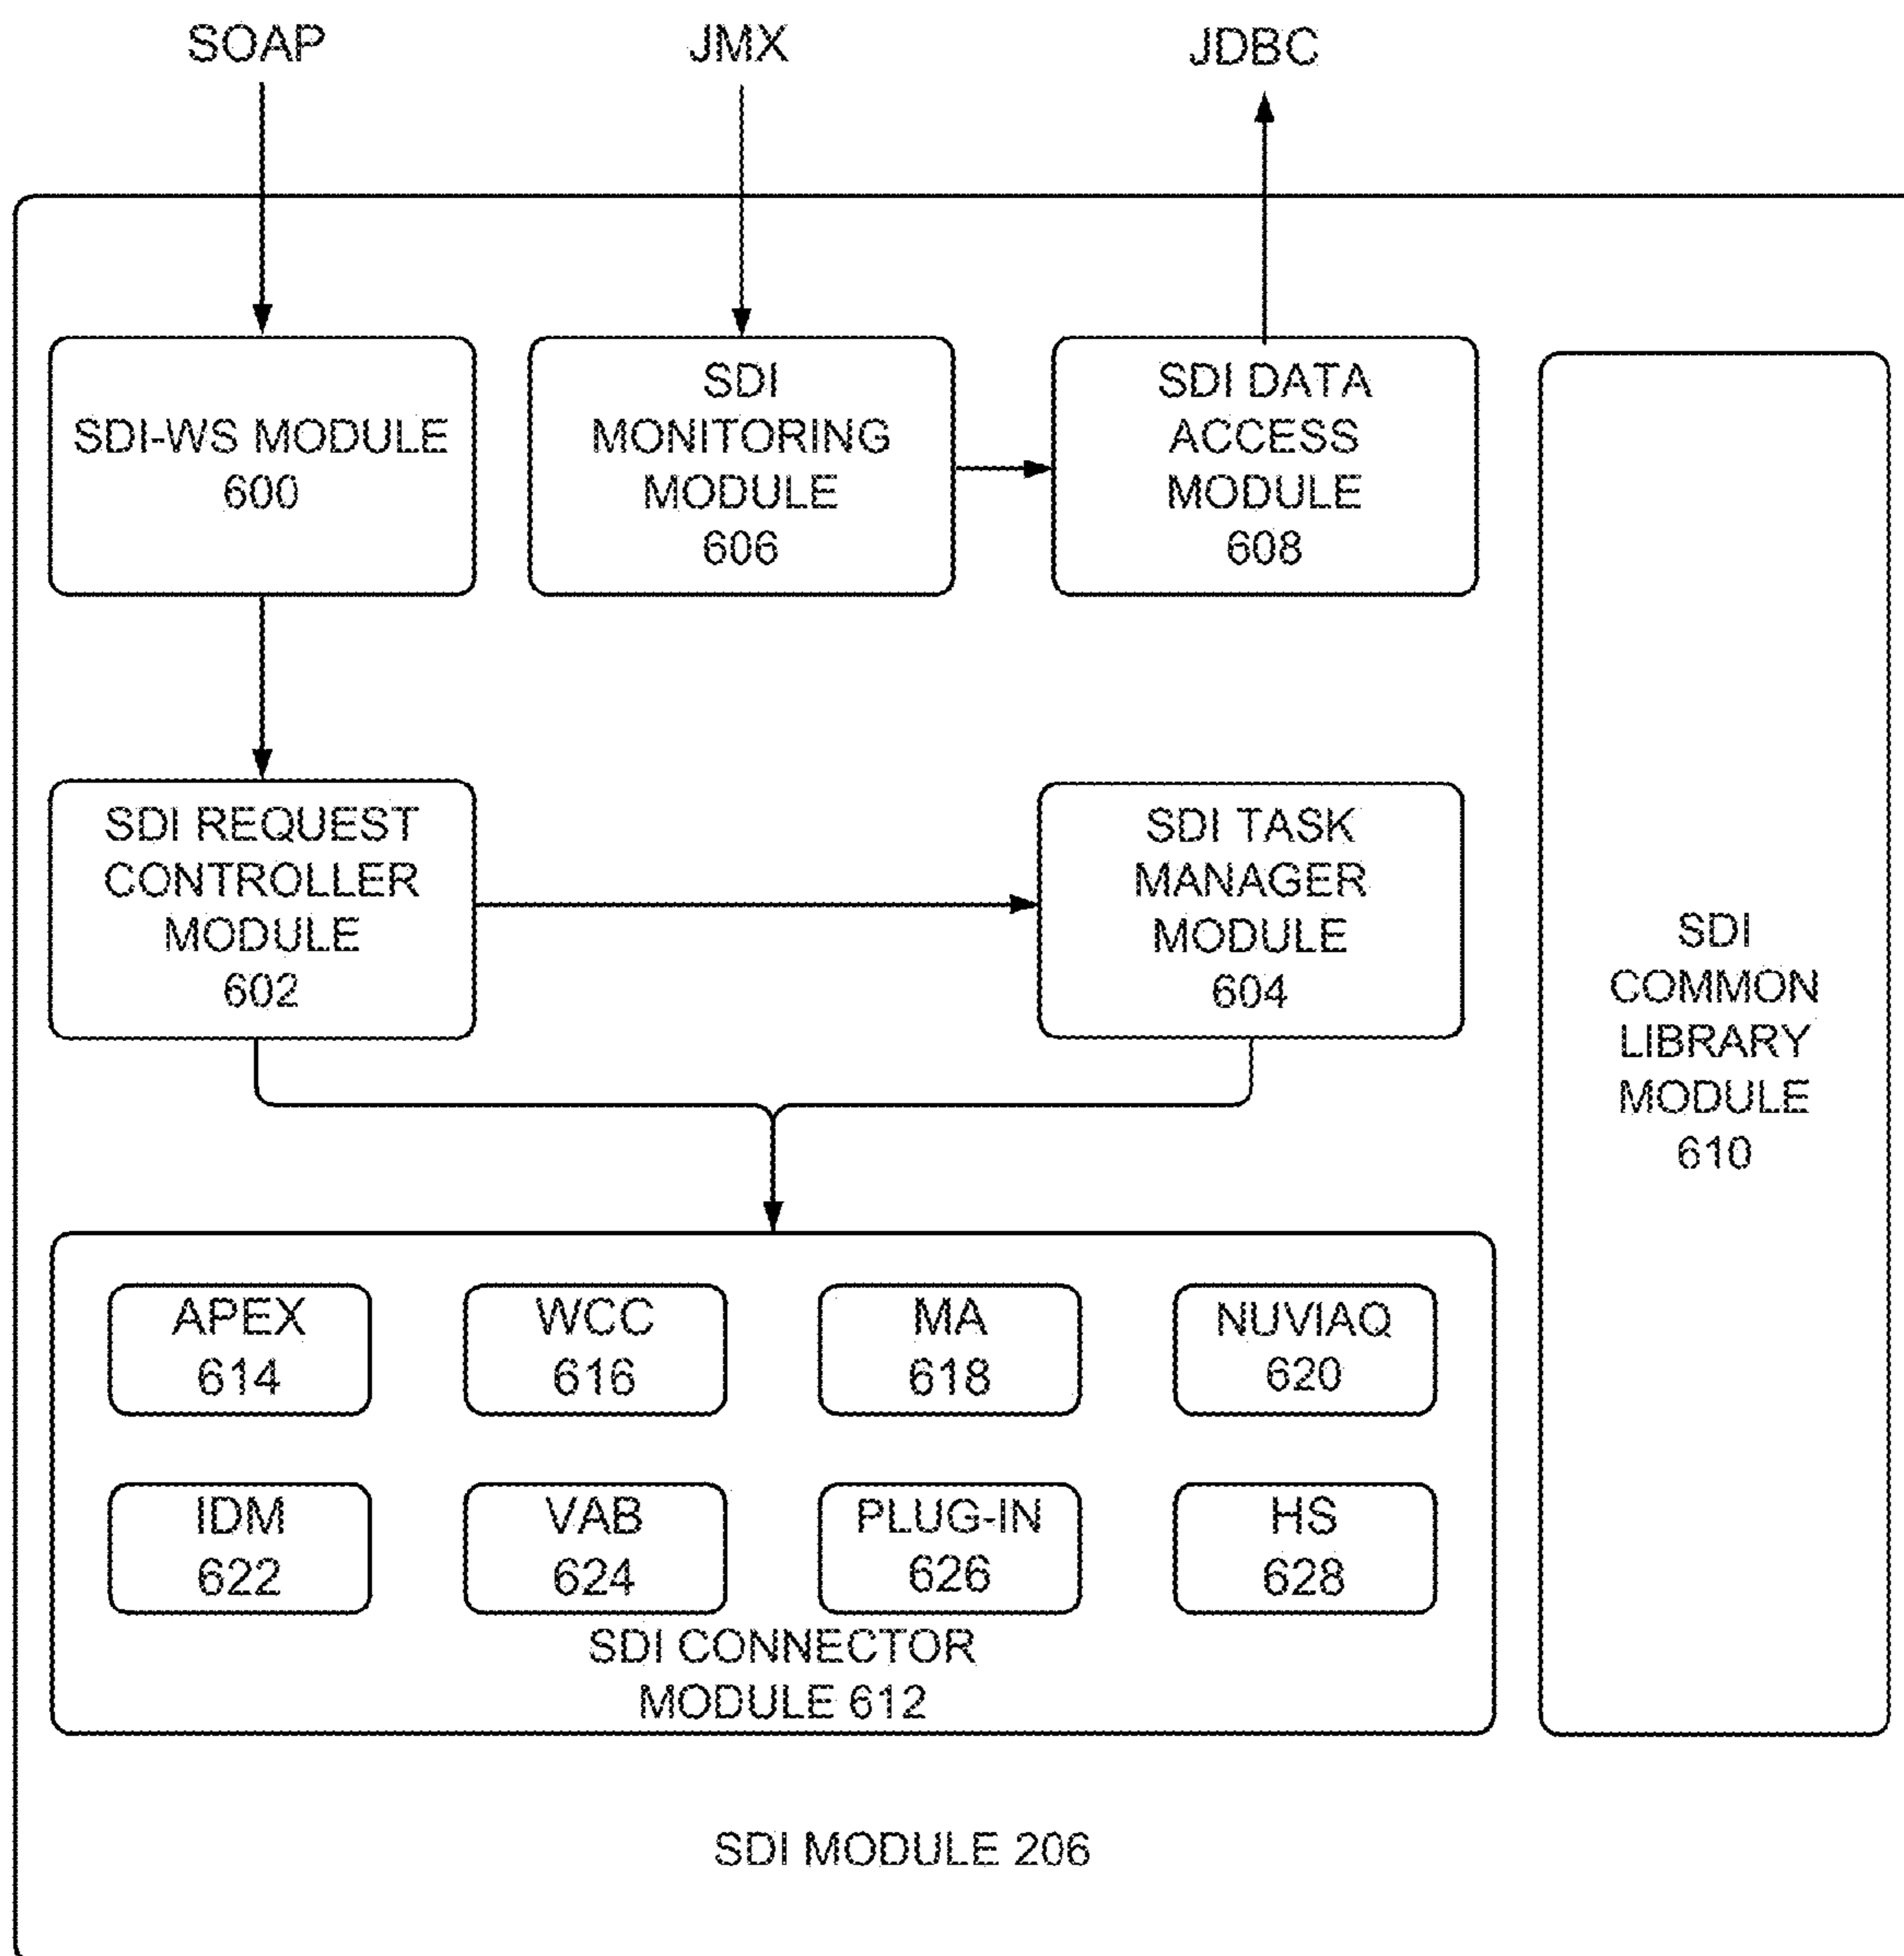 SOAP
JMX
JDBC
SDI-WS MODULE
600
SDI
MONITORING
MODULE
606
SDI DATA
ACCESS
MODULE
608
SDI REQUEST
CONTROLLER
MODULE
602
SDI TASK
MANAGER
MODULE
604
SDI
COMMON
LIBRARY
MODULE
610
APEX
614
WCC
616
MA
618
NUVIAQ
620
IDM
622
VAB
624
PLUG-IN
626
HS
628
SDI CONNECTOR
MODULE 612
SDI MODULE 206